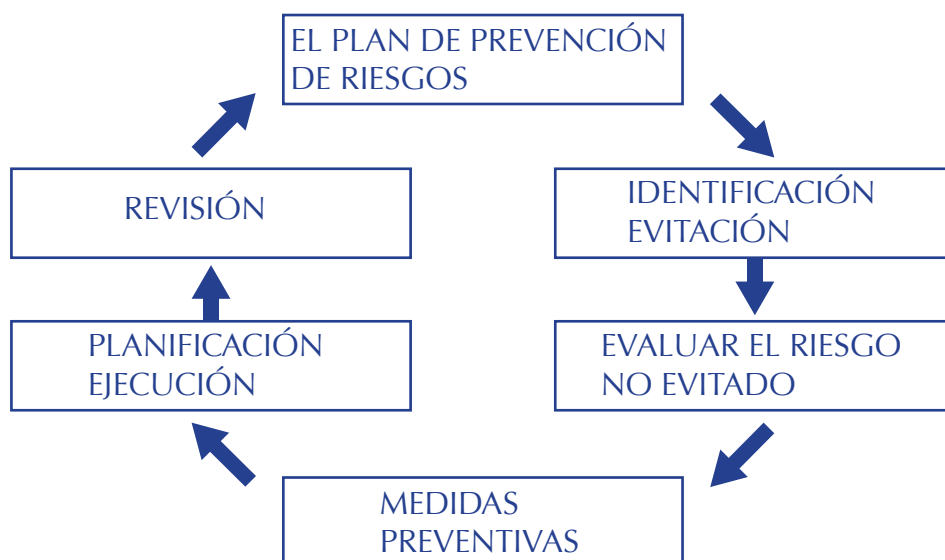 EL PLAN DE PREVENCIÓN
DE RIESGOS
REVISIÓN
IDENTIFICACIÓN
EVITACIÓN
PLANIFICACIÓN
EJECUCIÓN
EVALUAR EL RIESGO
NO EVITADO
MEDIDAS
PREVENTIVAS